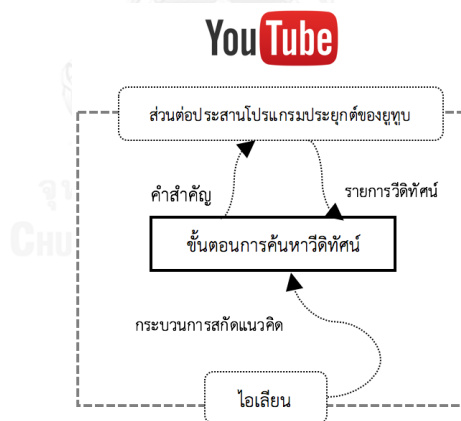 YouTube
ส่วนต่อประสานโปรแกรมประยุกต์ของยูทูบ
คำสำคัญ
รายการวีดิทัศน์
ขั้นตอนการค้นหาวีดิทัศน์
กระบวนการสกัดแนวคิด
ไอเลียน